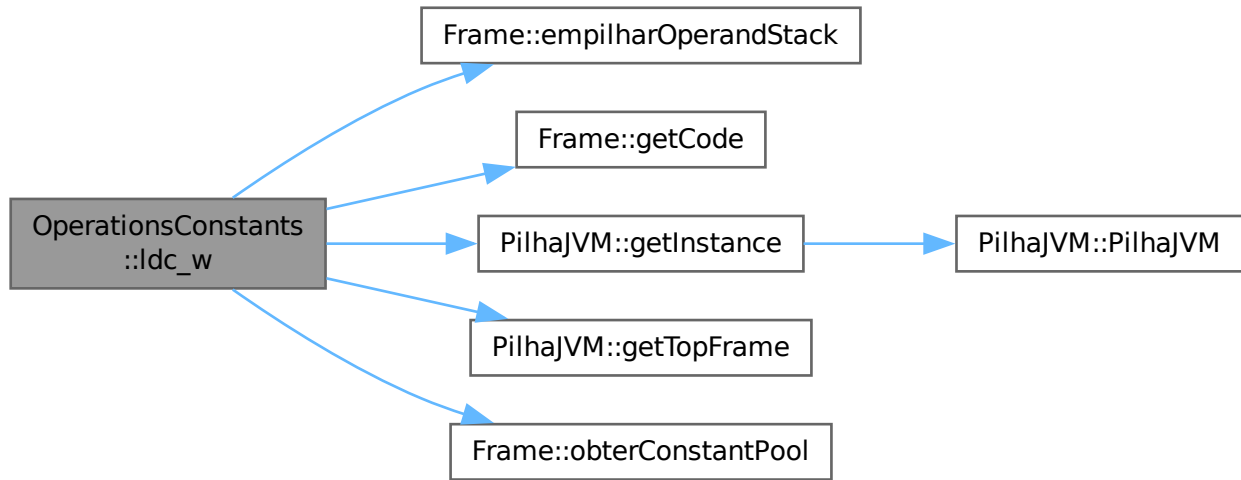 Frame::empilharOperandStack
Frame::getCode
OperationsConstants
::ldc_w
PilhaJVM::getInstance
PilhaJVM::PilhaJVM
PilhaJVM::getTopFrame
Frame::obterConstantPool